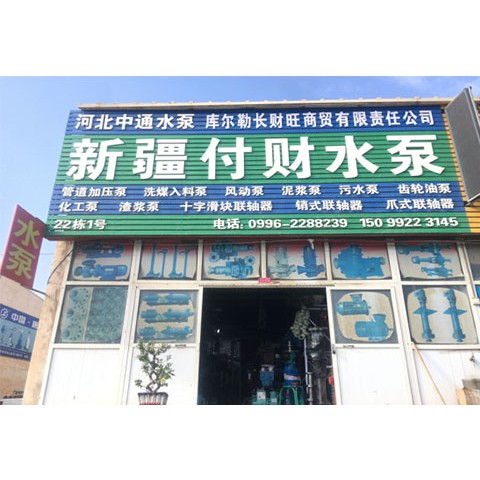 河北中通水泵 库尔勒长财旺商贸有限责任公司
新疆付财水泵
管道加压泵 洗煤入料泵 风动泵 泥浆泵 污水泵 齿轮油泵
化工泵 渣浆泵 十字滑块联轴器 销式联轴器 爪式联轴器
22栋1号 电话: 0996-2288239 150 9922 3145
水泵
中国·